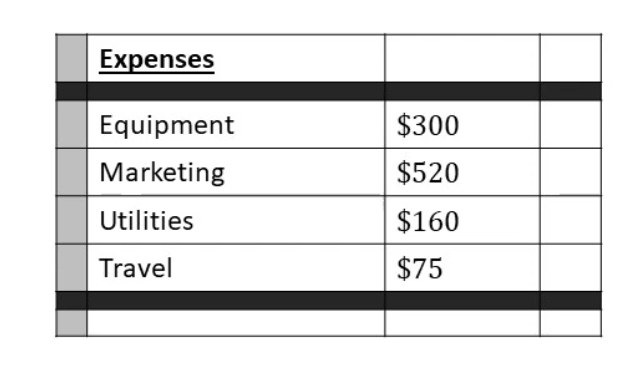 Expenses
Equipment $300
Marketing $520
Utilities $160
Travel $75